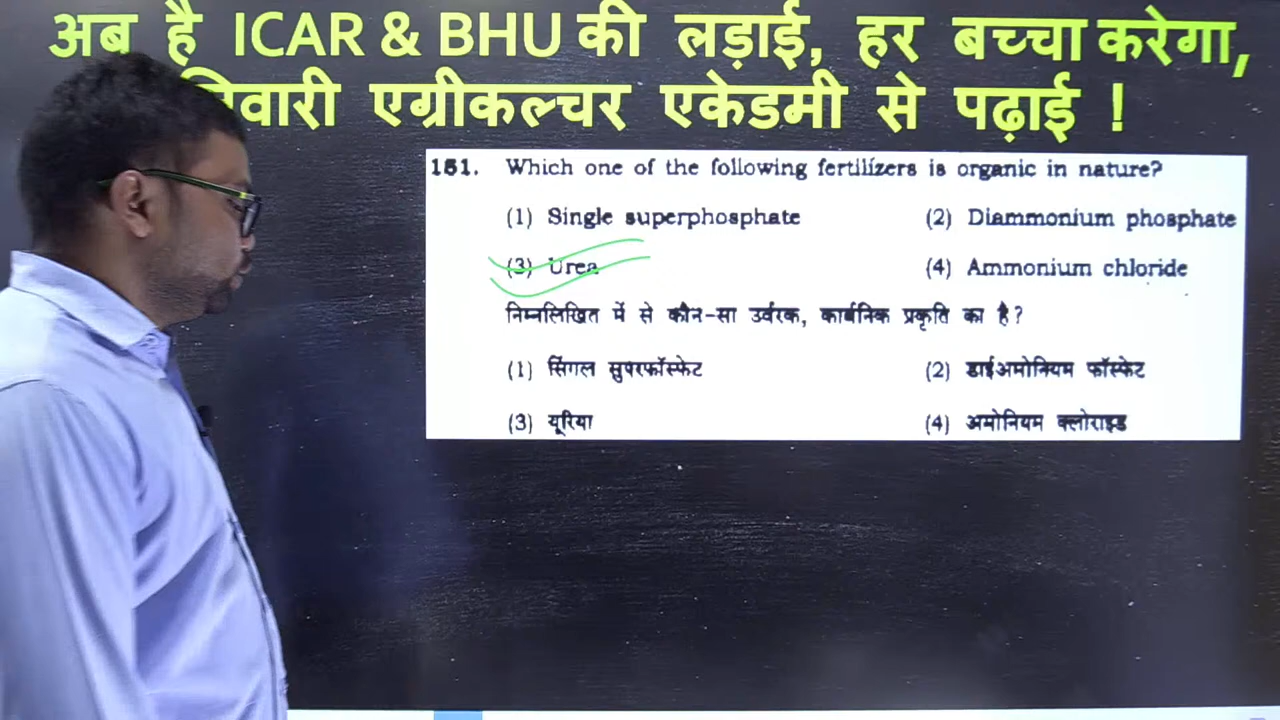 अब है ICAR & BHU की लड़ाई, हर बच्चा करेगा,
एग्रीकल्चर एकेडमी से पढ़ाई !
151. Which one of the following fertilizers is organic in nature?
(1) Single superphosphate (2) Diammonium phosphate
(3) Urea (4) Ammonium chloride
निम्नलिखित में से कौन-सा उर्वरक, कार्बनिक प्रकृति का है?
(1) सिंगल सुपरफॉस्फेट (2) डाईअमोनियम फॉस्फेट
(3) यूरिया (4) अमोनियम क्लोराइड